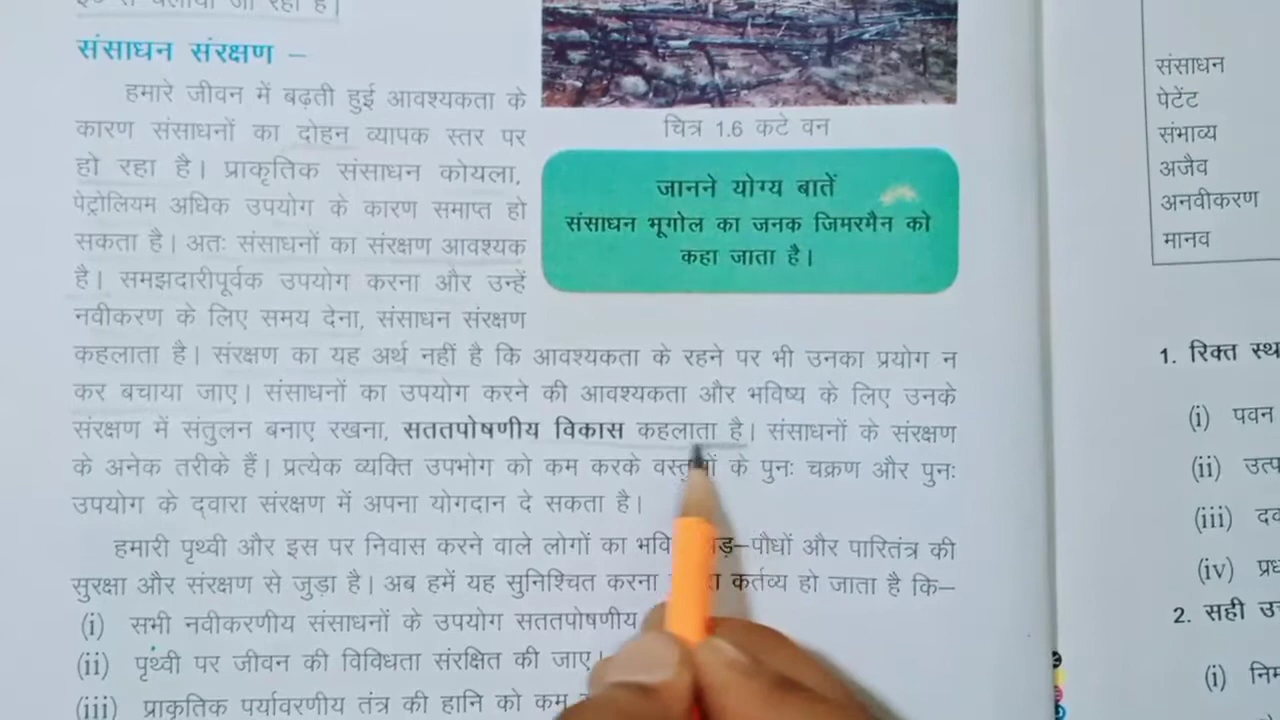 संसाधन संरक्षण –
हमारे जीवन में बढ़ती हुई आवश्यकता के
कारण संसाधनों का दोहन व्यापक स्तर पर
हो रहा है। प्राकृतिक संसाधन कोयला,
पेट्रोलियम अधिक उपयोग के कारण समाप्त हो
सकता है। अतः संसाधनों का संरक्षण आवश्यक
है। समझदारीपूर्वक उपयोग करना और उन्हें
नवीकरण के लिए समय देना, संसाधन संरक्षण
कहलाता है। संरक्षण का यह अर्थ नहीं है कि आवश्यकता के रहने पर भी उनका प्रयोग न
कर बचाया जाए। संसाधनों का उपयोग करने की आवश्यकता और भविष्य के लिए उनके
संरक्षण में संतुलन बनाए रखना, सततपोषणीय विकास कहलाता है। संसाधनों के संरक्षण
के अनेक तरीके हैं। प्रत्येक व्यक्ति उपभोग को कम करके के पुनः चक्रण और पुनः
उपयोग के द्वारा संरक्षण में अपना योगदान दे सकता है।
हमारी पृथ्वी और इस पर निवास करने वाले लोगों का पौधों और पारितंत्र की
सुरक्षा और संरक्षण से जुड़ा है। अब हमें यह सुनिश्चित करना कर्तव्य हो जाता है कि–
(i) सभी नवीकरणीय संसाधनों के उपयोग सततपोषणीय
(ii) पृथ्वी पर जीवन की विविधता संरक्षित की जाए।
(iii) प्राकृतिक पर्यावरणीय तंत्र की हानि को कम
चित्र 1.6 कटे वन
जानने योग्य बातें
संसाधन भूगोल का जनक जिमरमैन को
कहा जाता है।
संसाधन
पेटेंट
संभाव्य
अजैव
अनवीकरण
मानव
1. रिक्त
(i) पवन
(ii)
(iii)
(iv)
2. सही
(i)